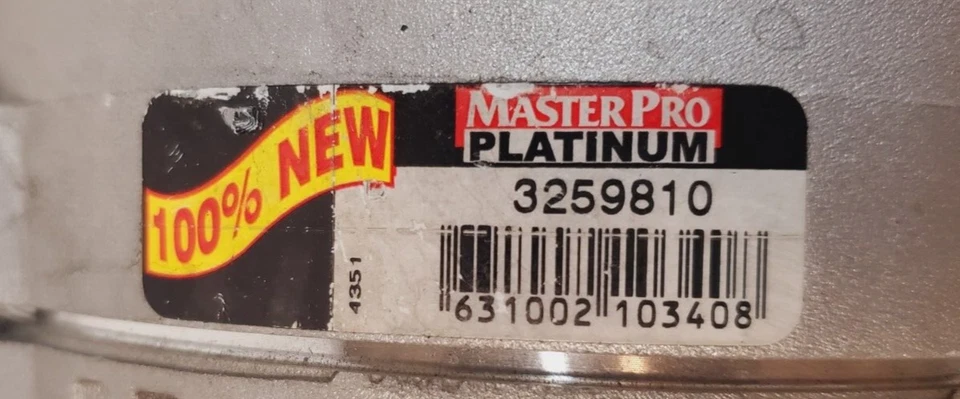 100% NEW
MASTERPRO
PLATINUM
3259810
4351
631002 103408